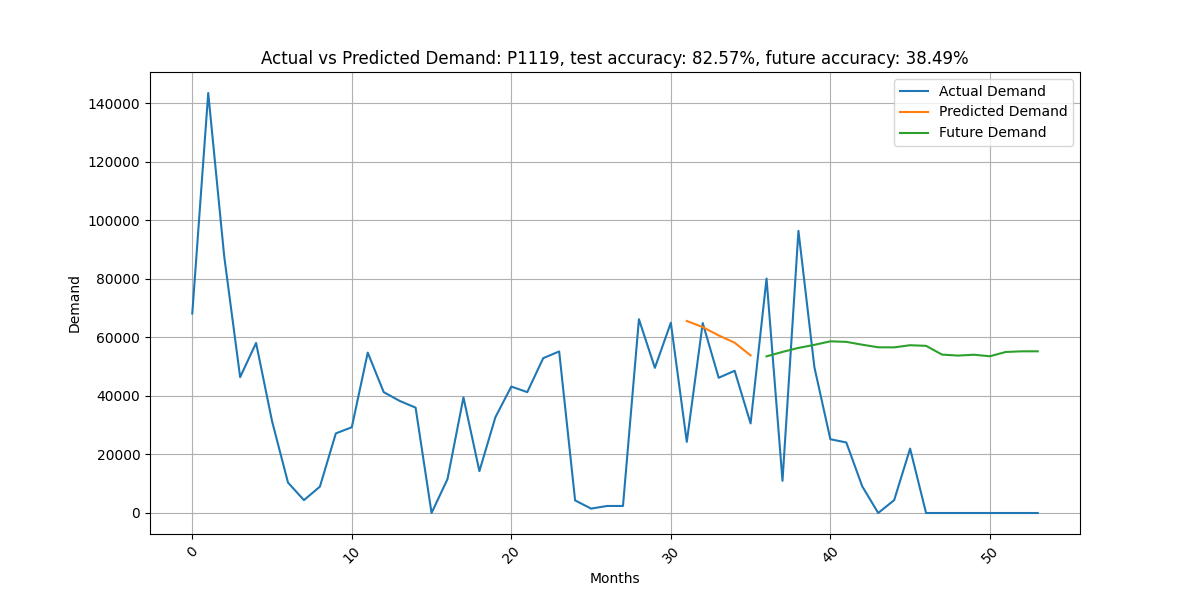 Actual vs Predicted Demand: P1119, test accuracy: 82.57%, future accuracy: 38.49%
Actual Demand
Predicted Demand
Future Demand
140000
120000
100000
80000
60000
40000
20000
0
Demand
0
10
20
30
40
50
Months